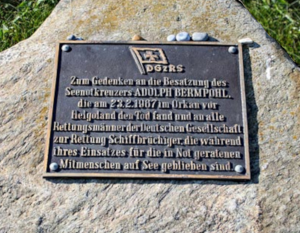 DGzRS
Zum Gedenken an die Besatzung des
Seenotkreuzers ADOLPH BERMPOHL,
die am 23.2.1967 im Orkan vor
Helgoland den Tod fand und an alle
Rettungsmänner der Deutschen Gesellschaft
zur Rettung Schiffbrüchiger, die während
ihres Einsatzes für die in Not geratenen
Mitmenschen auf See geblieben sind.